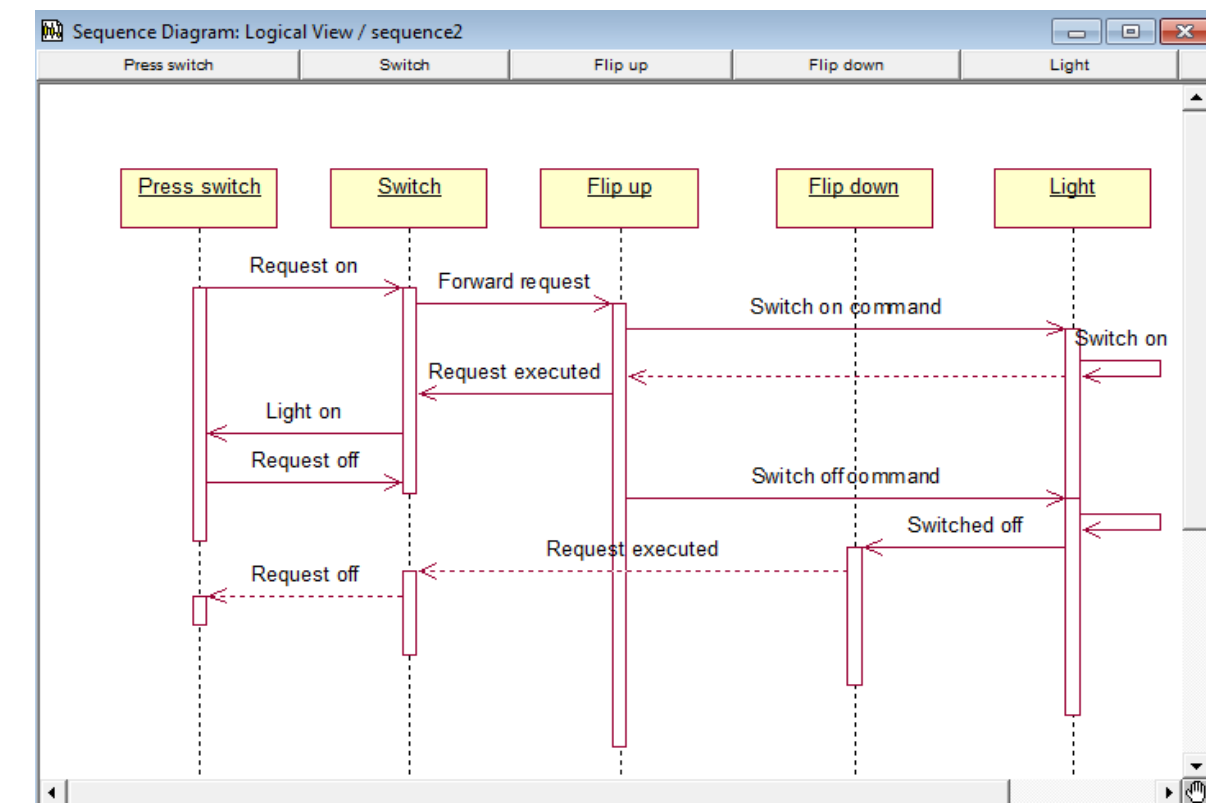 Sequence Diagram: Logical View / sequence2
Press switch Switch Flip up Flip down Light
Press switch Switch Flip up Flip down Light
Request on
Forward request
Switch on command
Switch on
Request executed
Light on
Request off
Switch off command
Switched off
Request executed
Request off